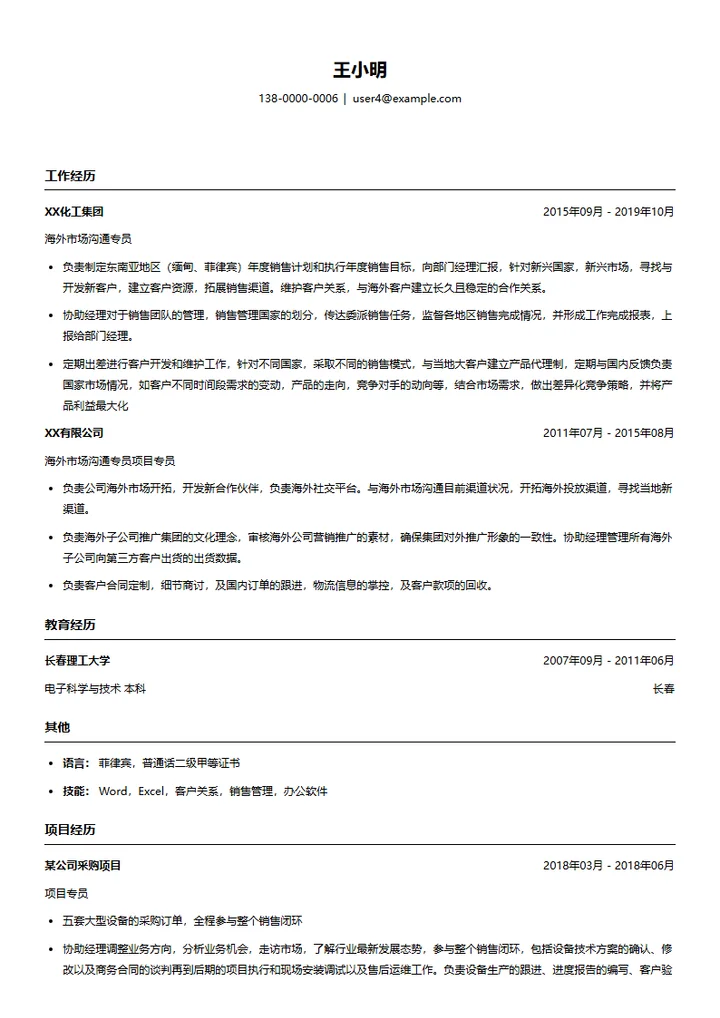 王小明
138-0000-0006 | user4@example.com
工作经历
XX化工集团 2015年09月 - 2019年10月
海外市场沟通专员
• 负责制定东南亚地区（缅甸、菲律宾）年度销售计划和执行年度销售目标，向部门经理汇报，针对新兴国家，新兴市场，寻找与
开发新客户，建立客户资源，拓展销售渠道。维护客户关系，与海外客户建立长久且稳定的合作关系。
• 协助经理对于销售团队的管理，销售管理国家的划分，传达委派销售任务，监督各地区销售完成情况，并形成工作完成报表，上
报给部门经理。
• 定期出差进行客户开发和维护工作，针对不同国家，采取不同的销售模式，与当地大客户建立产品代理制，定期与国内反馈负责
国家市场情况，如客户不同时间段需求的变动，产品的走向，竞争对手的动向等，结合市场需求，做出差异化竞争策略，并将产
品利益最大化
XX有限公司 2011年07月 - 2015年08月
海外市场沟通专员项目专员
• 负责公司海外市场开拓，开发新合作伙伴，负责海外社交平台。与海外市场沟通目前渠道状况，开拓海外投放渠道，寻找当地新
渠道。
• 负责海外子公司推广集团的文化理念，审核海外公司营销推广的素材，确保集团对外推广形象的一致性。协助经理管理所有海外
子公司向第三方客户出货的出货数据。
• 负责客户合同定制，细节商讨，及国内订单的跟进，物流信息的掌控，及客户款项的回收。
教育经历
长春理工大学 2007年09月 - 2011年06月
电子科学与技术 本科 长春
其他
• 语言： 菲律宾，普通话二级甲等证书
• 技能： Word，Excel，客户关系，销售管理，办公软件
项目经历
某公司采购项目 2018年03月 - 2018年06月
项目专员
• 五套大型设备的采购订单，全程参与整个销售闭环
• 协助经理调整业务方向，分析业务机会，走访市场，了解行业最新发展态势，参与整个销售闭环，包括设备技术方案的确认、修
改以及商务合同的谈判再到后期的项目执行和现场安装调试以及售后运维工作。负责设备生产的跟进、进度报告的编写、客户验